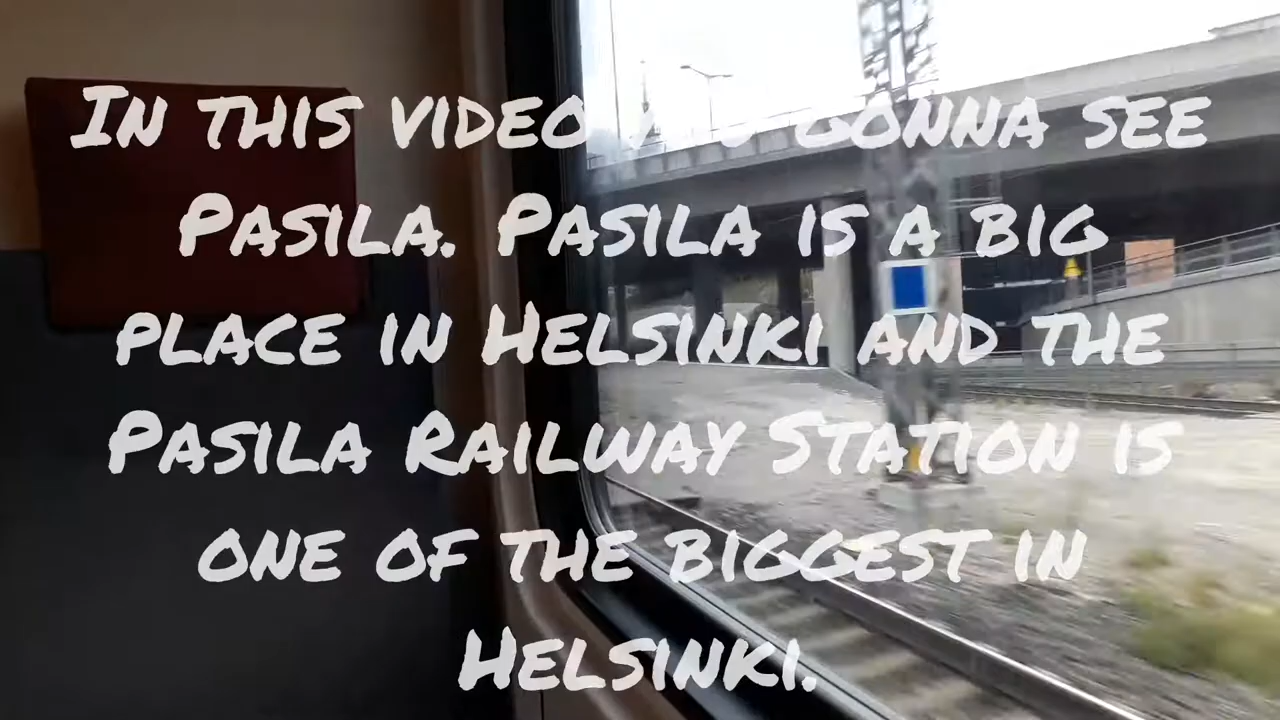 In this video gonna see
Pasila. Pasila is a big
place in Helsinki and the
Pasila Railway Station is
one of the biggest in
Helsinki.